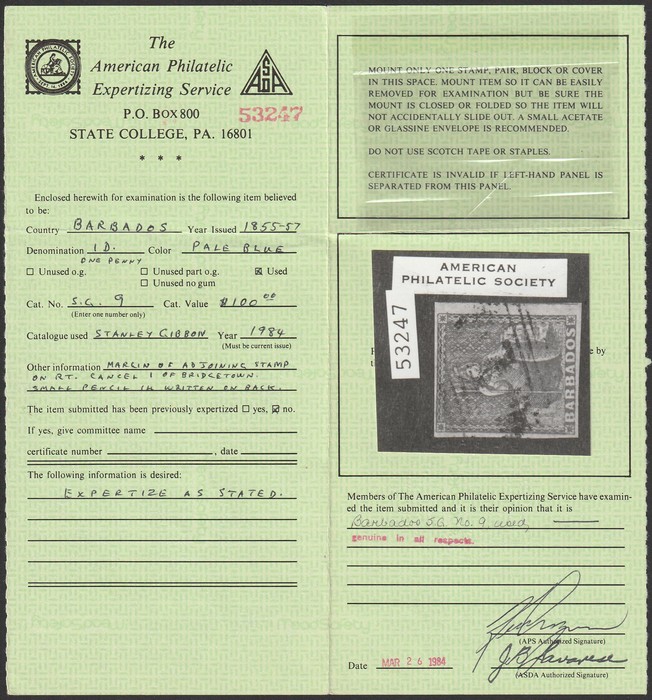 The
American Philatelic
Expertizing Service
P.O. BOX 800
STATE COLLEGE, PA. 16801
53247
* * *
AMERICAN PHILATELIC SOCIETY
APS
ASDA
Enclosed herewith for examination is the following item believed
to be:
Country BARBADOS Year Issued 1855-57
Denomination 1D. Color PALE BLUE
ONE PENNY
☐ Unused o.g. ☐ Unused part o.g. ☒ Used
☐ Unused no gum
Cat. No. S.G. 9 Cat. Value $100 00
(Enter one number only)
Catalogue used STANLEY GIBBON Year 1984
(Must be current issue)
Other information MARGIN OF ADJOINING STAMP
ON RT. CANCEL 1 OF BRIDGETOWN.
SMALL PENCIL 14 WRITTEN ON BACK.
The item submitted has been previously expertized ☐ yes, ☒ no.
If yes, give committee name
certificate number , date
The following information is desired:
EXPERTIZE AS STATED.
MOUNT ONLY ONE STAMP, PAIR, BLOCK OR COVER
IN THIS SPACE. MOUNT ITEM SO IT CAN BE EASILY
REMOVED FOR EXAMINATION BUT BE SURE THE
MOUNT IS CLOSED OR FOLDED SO THE ITEM WILL
NOT ACCIDENTALLY SLIDE OUT. A SMALL ACETATE
OR GLASSINE ENVELOPE IS RECOMMENDED.
DO NOT USE SCOTCH TAPE OR STAPLES.
CERTIFICATE IS INVALID IF LEFT-HAND PANEL IS
SEPARATED FROM THIS PANEL.
AMERICAN
PHILATELIC SOCIETY
53247
BARBADOS
e by
Members of The American Philatelic Expertizing Service have examin-
ed the item submitted and it is their opinion that it is
Barbados S.G. No. 9, used,
genuine in all respects.
(APS Authorized Signature)
Date MAR 26 1984
(ASDA Authorized Signature)